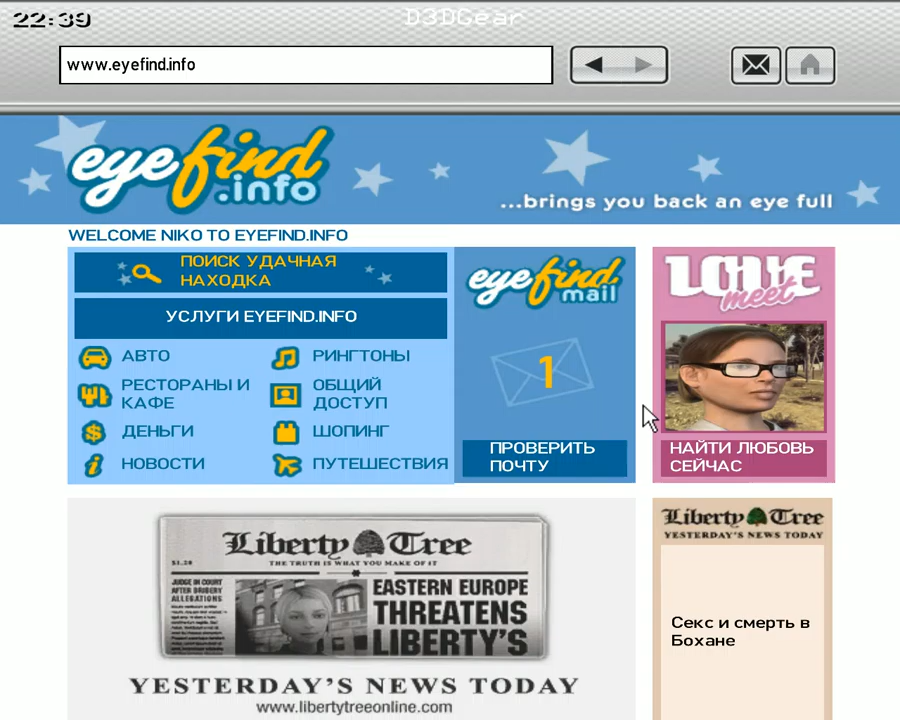 22:39
D3DGear
www.eyefind.info
eyefind
.info
...brings you back an eye full
WELCOME NIKO TO EYEFIND.INFO
ПОИСК УДАЧНАЯ
НАХОДКА
УСЛУГИ EYEFIND.INFO
АВТО
РИНГТОНЫ
РЕСТОРАНЫ И
КАФЕ
ОБЩИЙ
ДОСТУП
ДЕНЬГИ
ШОПИНГ
НОВОСТИ
ПУТЕШЕСТВИЯ
eyefind
mail
1
ПРОВЕРИТЬ
ПОЧТУ
LOVE
meet
НАЙТИ ЛЮБОВЬ
СЕЙЧАС
Liberty Tree
THE TRUTH IS WHAT YOU MAKE OF IT
$1.20
JUDGE IN COURT
AFTER BRIBERY
ALLEGATIONS
EASTERN EUROPE
THREATENS
LIBERTY'S
YESTERDAY'S NEWS TODAY
www.libertytreeonline.com
Liberty Tree
YESTERDAY'S NEWS TODAY
Секс и смерть в
Бохане